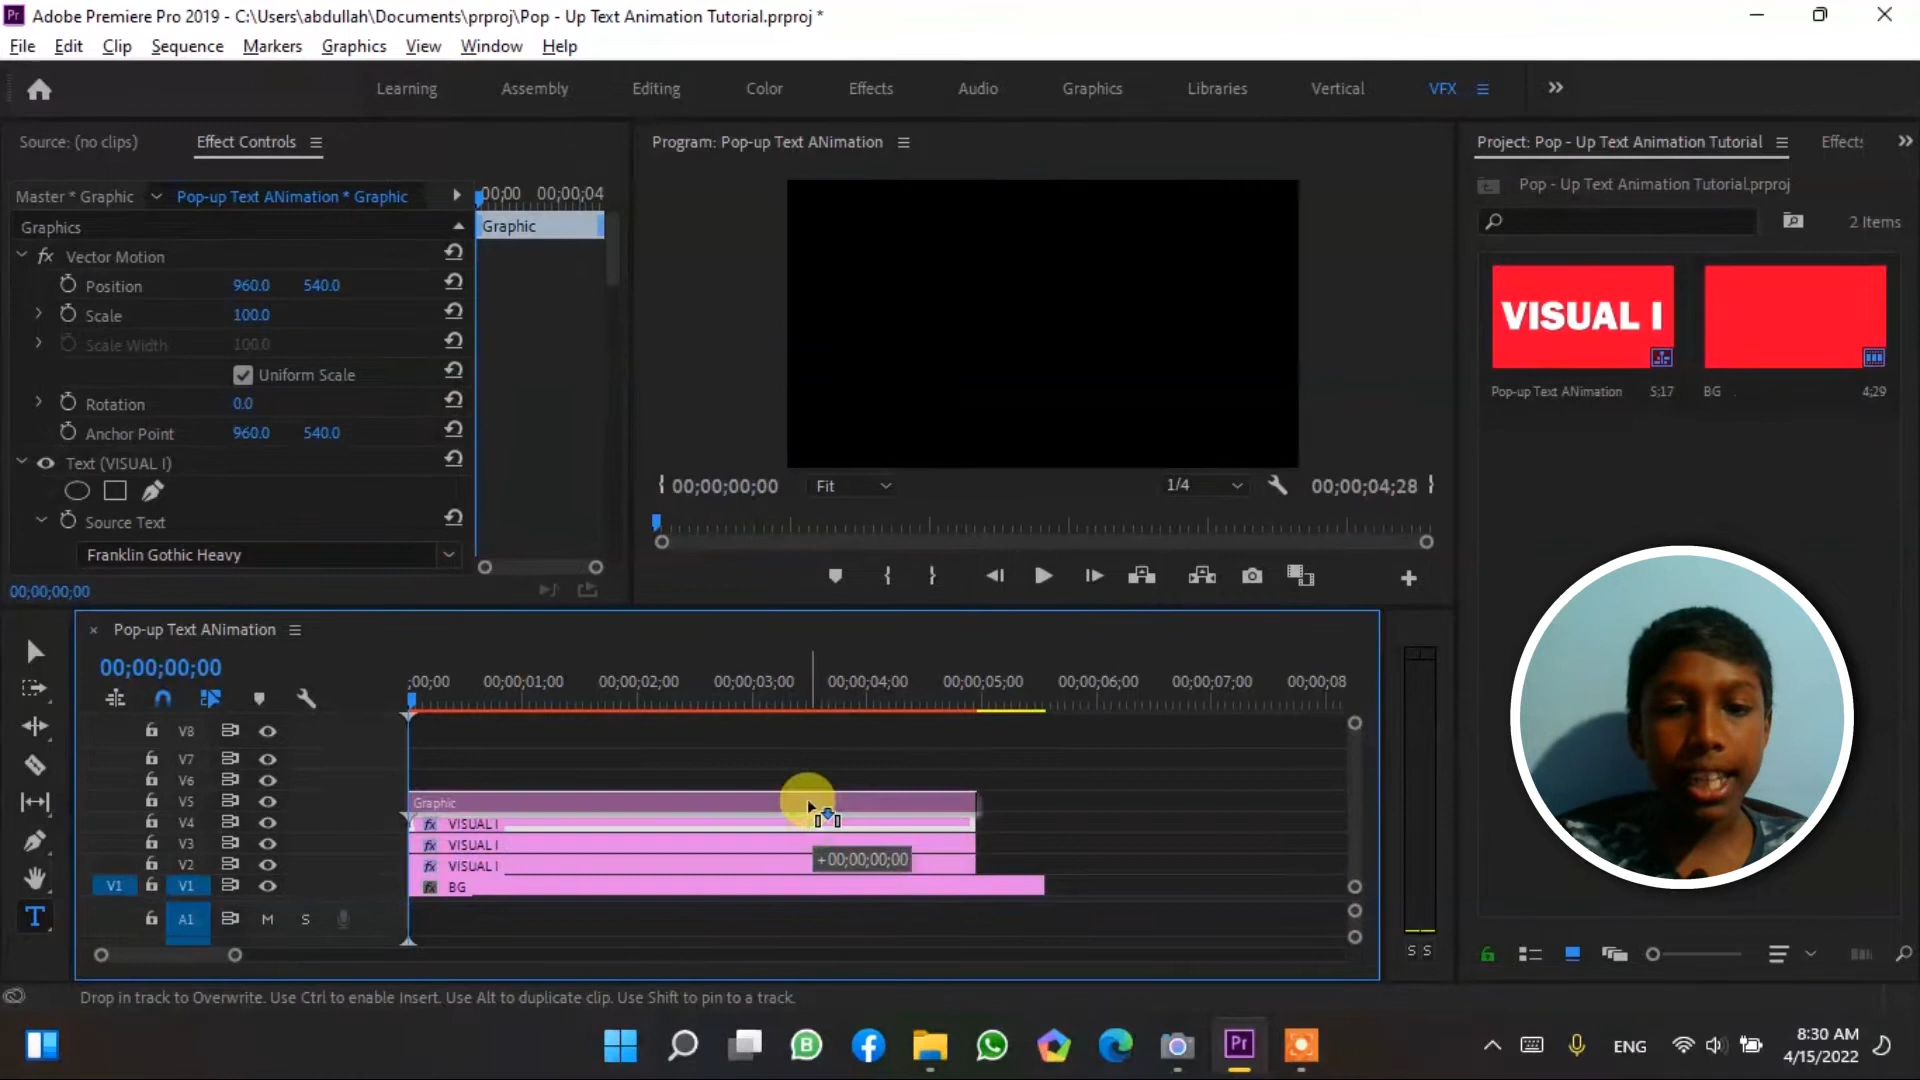 Pr Adobe Premiere Pro 2019 - C:\Users\abdullah\Documents\prproj\Pop - Up Text Animation Tutorial.prproj *
File Edit Clip Sequence Markers Graphics View Window Help
Learning Assembly Editing Color Effects Audio Graphics Libraries Vertical VFX
Source: (no clips) Effect Controls
Program: Pop-up Text ANimation
Project: Pop - Up Text Animation Tutorial Effect
Pop - Up Text Animation Tutorial.prproj
2 Items
Master * Graphic Pop-up Text ANimation * Graphic
;00;00 00;00;04
Graphics
Graphic
fx Vector Motion
Position 960.0 540.0
Scale 100.0
Scale Width 100.0
Uniform Scale
Rotation 0.0
Anchor Point 960.0 540.0
Text (VISUAL I)
Source Text
Franklin Gothic Heavy
00;00;00;00
00;00;00;00 Fit 1/4 00;00;04;28
VISUAL I
Pop-up Text ANimation 5;17
BG 4;29
Pop-up Text ANimation
00;00;00;00
;00;00 00;00;01;00 00;00;02;00 00;00;03;00 00;00;04;00 00;00;05;00 00;00;06;00 00;00;07;00 00;00;08
V8
V7
V6
V5 Graphic
V4 fx VISUAL I
V3 fx VISUAL I
V2 fx VISUAL I
V1 V1 fx BG
+00;00;00;00
A1 M S
S S
Drop in track to Overwrite. Use Ctrl to enable Insert. Use Alt to duplicate clip. Use Shift to pin to a track.
B Pr ENG
8:30 AM
4/15/2022